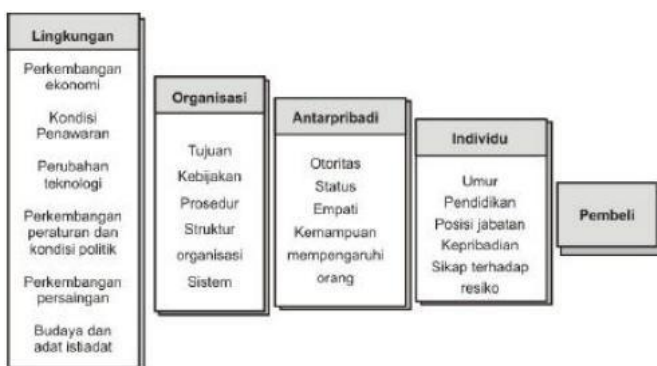 Lingkungan
Perkembangan
ekonomi
Kondisi
Penawaran
Perubahan
teknologi
Perkembangan
peraturan dan
kondisi politik
Perkembangan
persaingan
Budaya dan
adat istiadat
Organisasi
Tujuan
Kebijakan
Prosedur
Struktur
organisasi
Sistem
Antarpribadi
Otoritas
Status
Empati
Kemampuan
mempengaruhi
orang
Individu
Umur
Pendidikan
Posisi jabatan
Kepribadian
Sikap terhadap
resiko
Pembeli